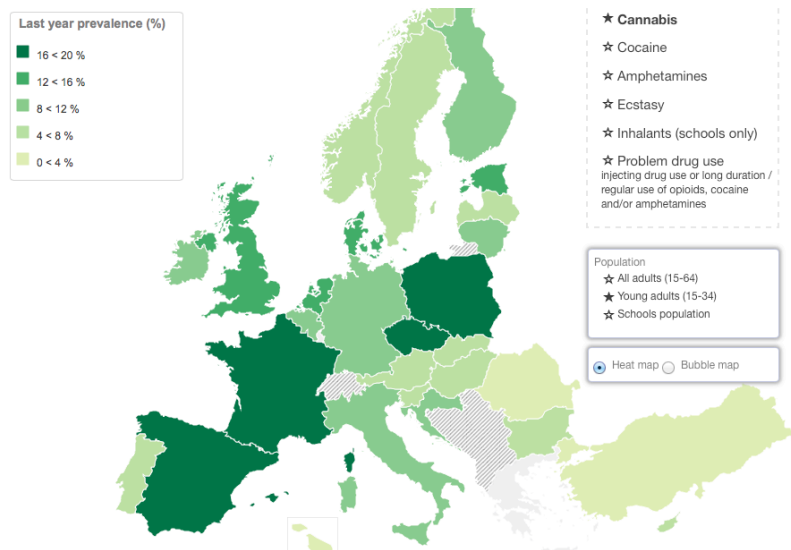 Last year prevalence (%)
16 < 20 %
12 < 16 %
8 < 12 %
4 < 8 %
0 < 4 %
Cannabis
Cocaine
Amphetamines
Ecstasy
Inhalants (schools only)
Problem drug use
injecting drug use or long duration /
regular use of opioids, cocaine
and/or amphetamines
Population
All adults (15-64)
Young adults (15-34)
Schools population
Heat map Bubble map